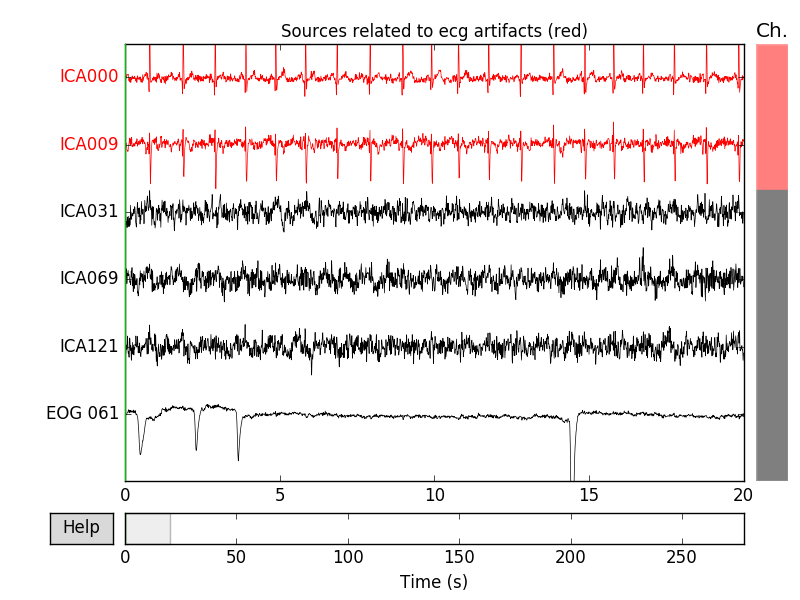 Sources related to ecg artifacts (red)
Ch.
ICA000
ICA009
ICA031
ICA069
ICA121
EOG 061
0 5 10 15 20
Help
0 50 100 150 200 250
Time (s)